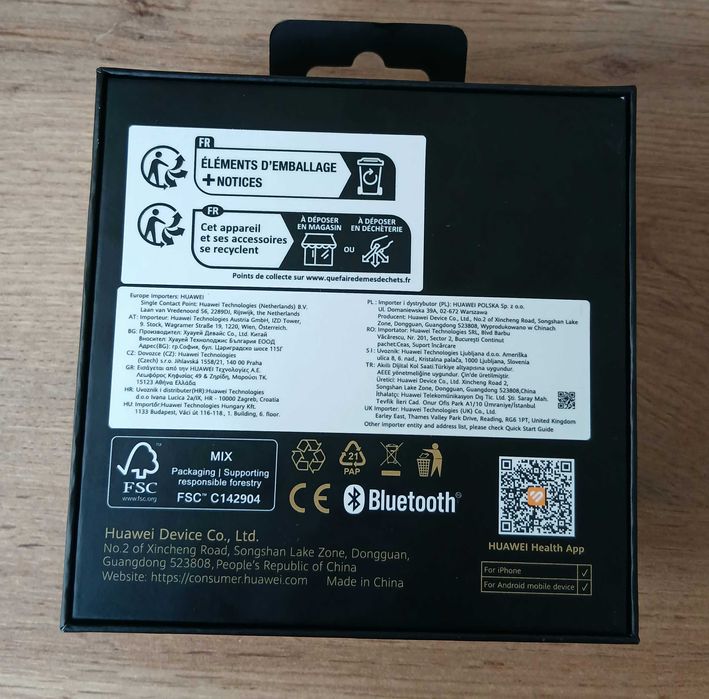 FR
ÉLÉMENTS D'EMBALLAGE
+NOTICES
FR
Cet appareil
et ses accessoires
se recyclent
À DÉPOSER
EN MAGASIN
OU
À DÉPOSER
EN DÉCHÈTERIE
Points de collecte sur www.quefairedemesdechets.fr
Europe Importers: HUAWEI
Single Contact Point: Huawei Technologies (Netherlands) B.V.
Laan van Vredenoord 56, 2289DJ, Rijswijk, the Netherlands
AT: Importeur: Huawei Technologies Austria GmbH, IZD Tower,
9. Stock, Wagramer Straße 19, 1220, Wien, Österreich.
BG: Производител: Хуауей Девайс Со., Ltd. Китай
Вносител: Хуауей Технолоджис България ЕООД
Адрес(BG): гр.София, бул. Цариградско шосе 115Г
CZ: Dovozce (CZ): Huawei Technologies
(Czech) s.r.o. Jihlavská 1558/21, 140 00 Praha
GR: Εισάγεται από την HUAWEI Τεχνολογίες Α.Ε.
Λεωφόρος Κηφισίας 49 & Ζηρίδη, Μαρούσι ΤΚ.
15123 Αθήνα Ελλάδα
HR: Uvoznik i distributer(HR):Huawei Technologies
d.o.o Ivana Lucica 2a/IX, HR - 10000 Zagreb, Croatia
HU: Importőr:Huawei Technologies Hungary Kft.
1133 Budapest, Váci út 116-118, 1. Building, 6. floor.
PL: Importer i dystrybutor (PL): HUAWEI POLSKA Sp. z o.o.
Ul. Domaniewska 39A, 02-672 Warszawa
Producent: Huawei Device Co., Ltd., No.2 of Xincheng Road, Songshan Lake
Zone, Dongguan, Guangdong 523808, Wyprodukowano w Chinach
RO: Importator: Huawei Technologies SRL, Blvd Barbu
Văcărescu, Nr. 201, Sector 2, Bucureşti Continut
pachet:Ceas, Suport încărcare
SI: Uvoznik: Huawei Technologies Ljubljana d.o.o. Ameriška
ulica 8, 9. nad., Kristalna palača, 1000 Ljubljana, Slovenia
TR: Akıllı Dijital Kol Saati.Türkiye altyapısına uygundur.
AEEE yönetmeliğine uygundur. Çin'de üretilmiştir.
Üretici: Huawei Device Co., Ltd. Xincheng Road 2,
Songshan Lake Zone, Dongguan, Guangdong 523808,China
İthalatçı: Huawei Telekomünikasyon Dış Tic. Ltd. Şti. Saray Mah.
Tevfik İleri Cad. Onur Ofis Park A1/10 Ümraniye/İstanbul
UK Importer: Huawei Technologies (UK) Co., Ltd.
Earley East, Thames Valley Park Drive, Reading, RG6 1PT, United Kingdom
Other importer entity and address list, please check Quick Start Guide
FSC
www.fsc.org
MIX
Packaging | Supporting
responsible forestry
FSC™ C142904
21
PAP
CE
Bluetooth®
HUAWEI Health App
For iPhone ✓
For Android mobile device ✓
Huawei Device Co., Ltd.
No.2 of Xincheng Road, Songshan Lake Zone, Dongguan,
Guangdong 523808, People's Republic of China
Website: https://consumer.huawei.com Made in China